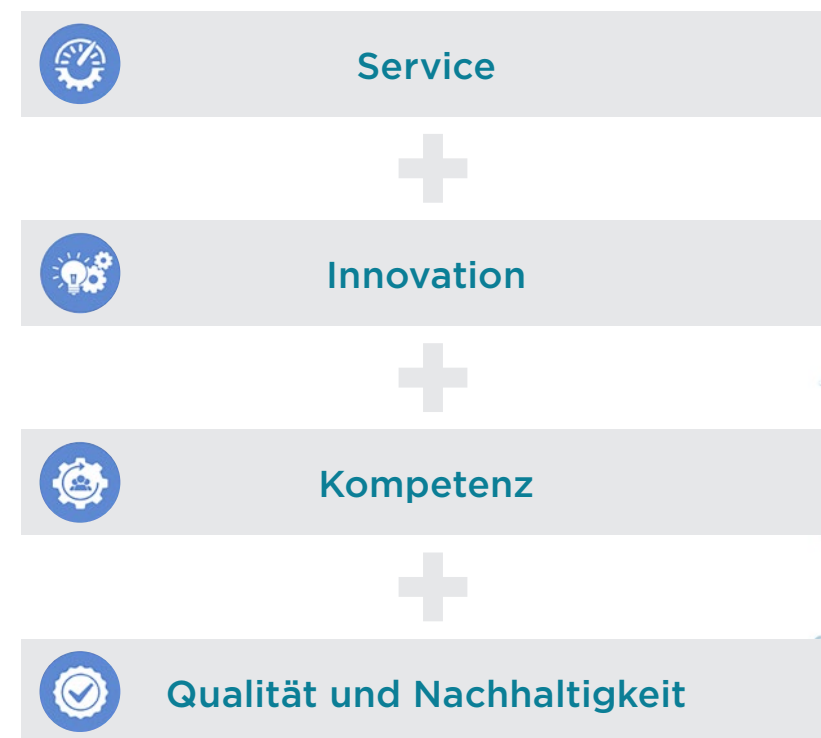 Service
Innovation
Kompetenz
Qualität und Nachhaltigkeit